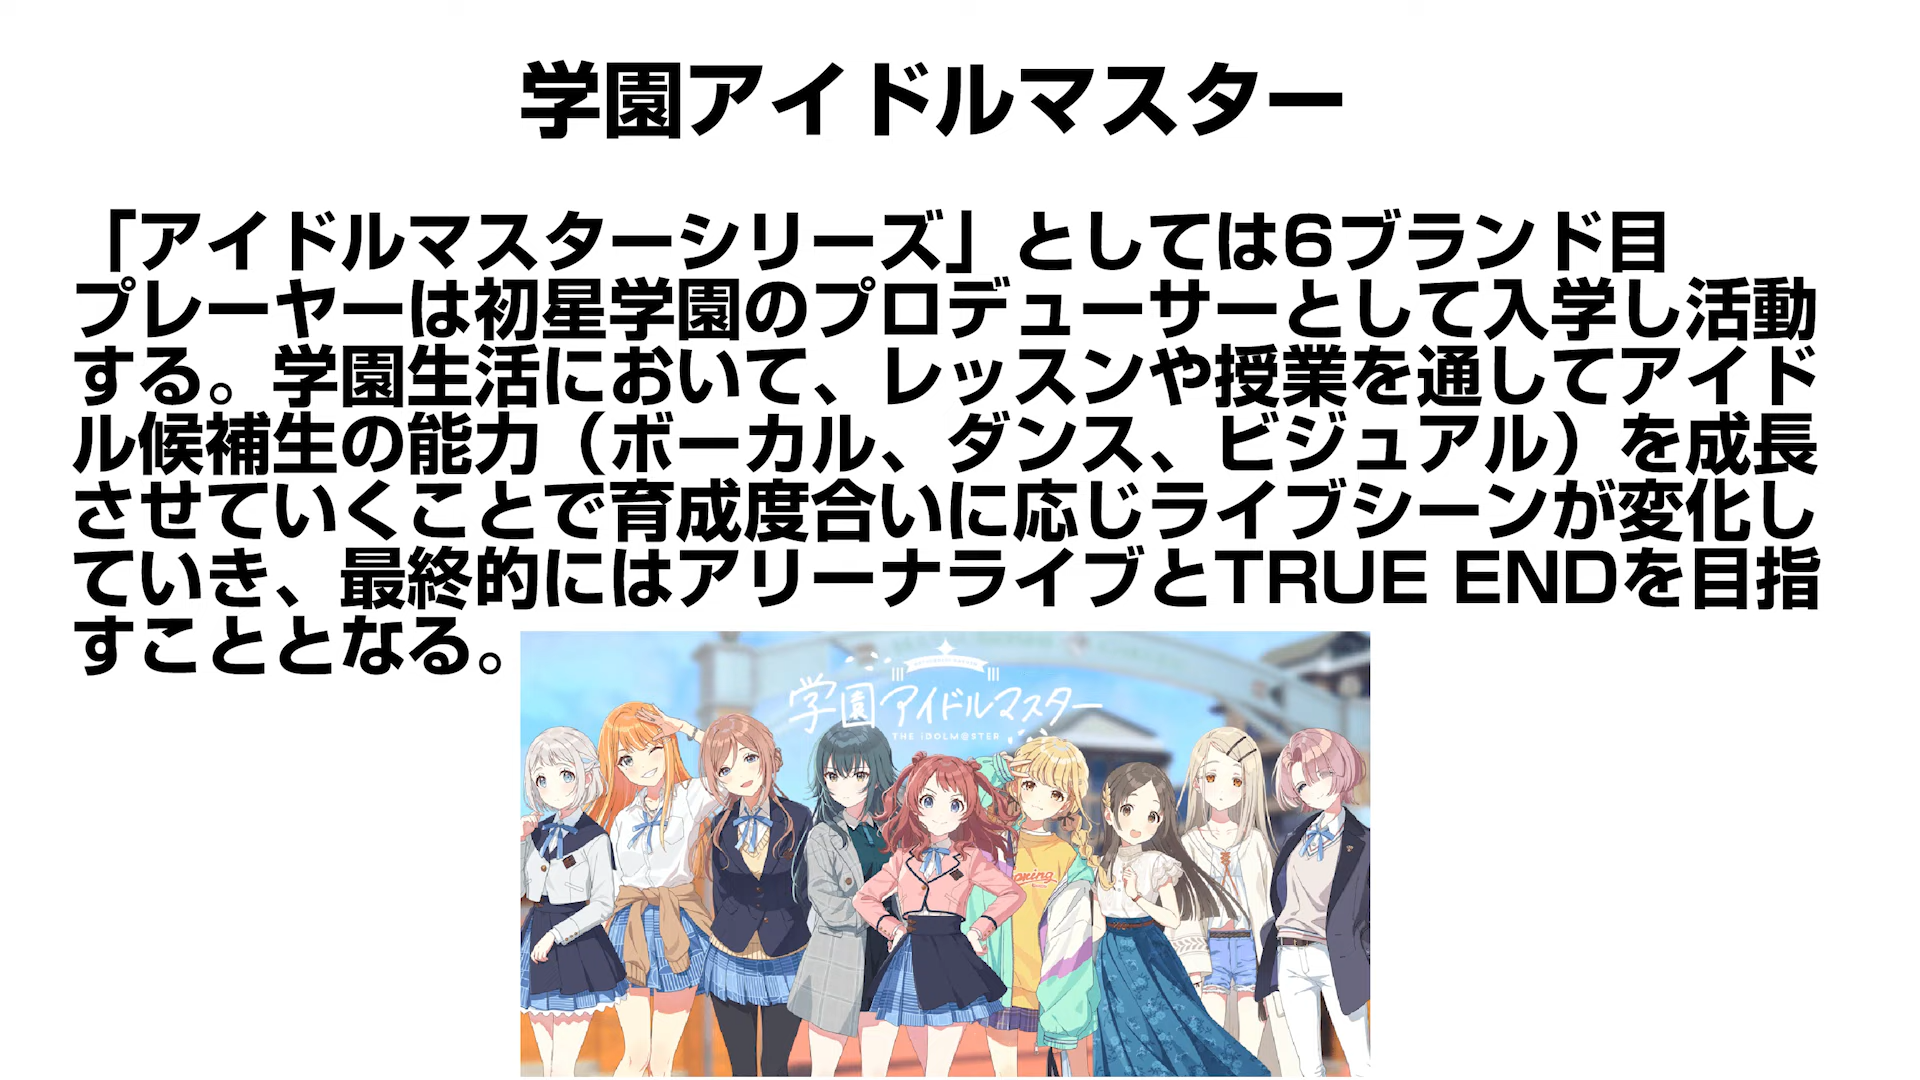 学園アイドルマスター
「アイドルマスターシリーズ」としては6ブランド目
プレーヤーは初星学園のプロデューサーとして入学し活動
する。学園生活において、レッスンや授業を通してアイド
ル候補生の能力（ボーカル、ダンス、ビジュアル）を成長
させていくことで育成度合いに応じライブシーンが変化し
ていき、最終的にはアリーナライブとTRUE ENDを目指
すこととなる。
学園アイドルマスター
THE iDOLM@STER